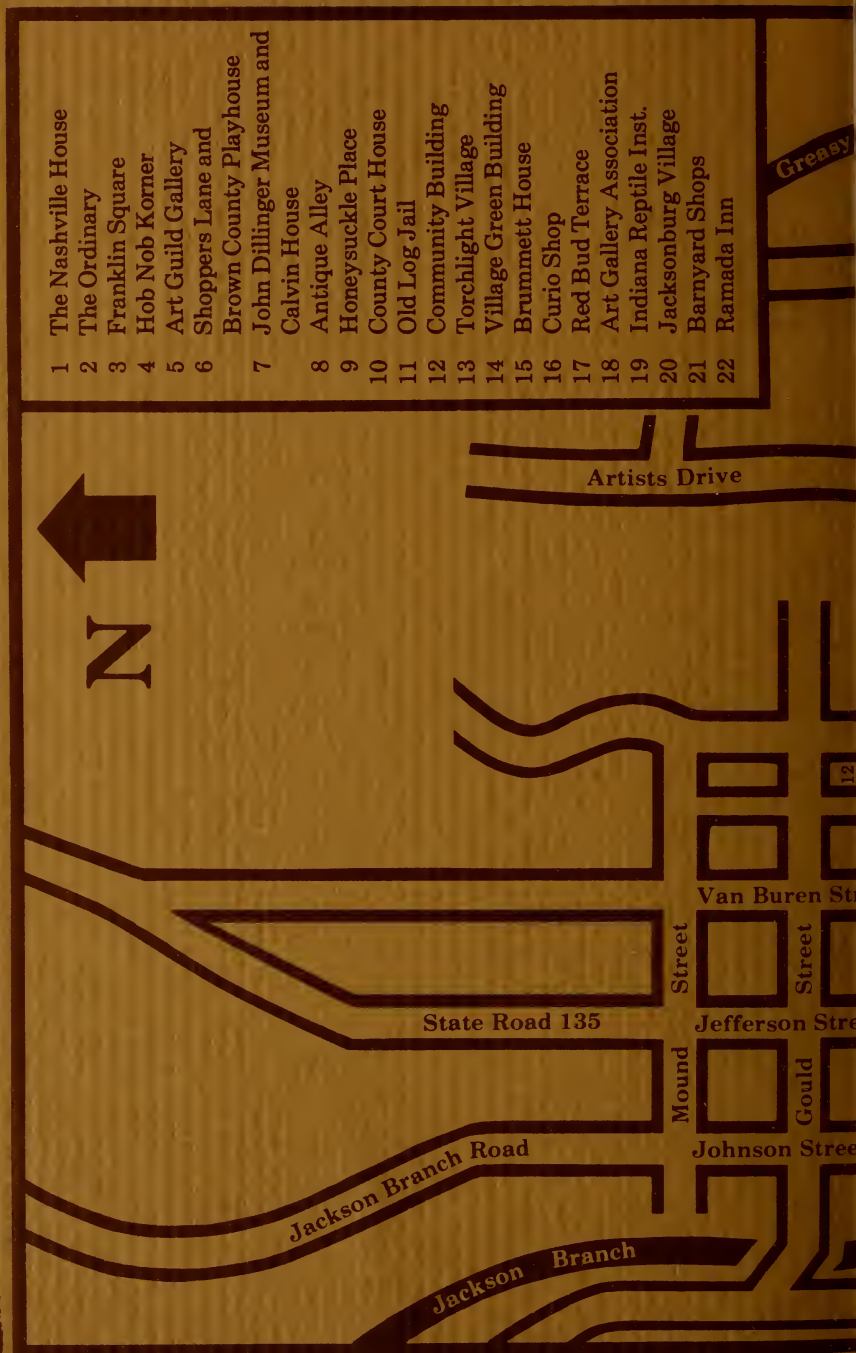 1 The Nashville House
2 The Ordinary
3 Franklin Square
4 Hob Nob Korner
5 Art Guild Gallery
6 Shoppers Lane and
Brown County Playhouse
7 John Dillinger Museum and
Calvin House
8 Antique Alley
9 Honeysuckle Place
10 County Court House
11 Old Log Jail
12 Community Building
13 Torchlight Village
14 Village Green Building
15 Brummett House
16 Curio Shop
17 Red Bud Terrace
18 Art Gallery Association
19 Indiana Reptile Inst.
20 Jacksonburg Village
21 Barnyard Shops
22 Ramada Inn
N
Greasy
Artists Drive
12
Van Buren Str
State Road 135
Jefferson Stre
Mound Street
Gould Street
Jackson Branch Road
Johnson Stree
Jackson Branch